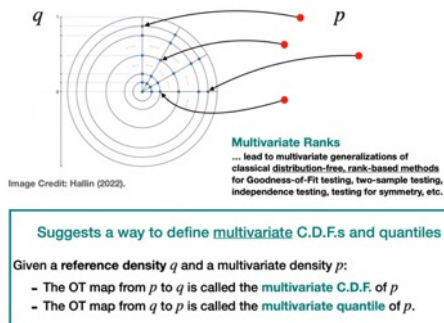 q p
Multivariate Ranks
... lead to multivariate generalizations of
classical distribution-free, rank-based methods
for Goodness-of-Fit testing, two-sample testing,
independence testing, testing for symmetry, etc.
Image Credit: Hallin (2022).
Suggests a way to define multivariate C.D.F.s and quantiles
Given a reference density q and a multivariate density p:
- The OT map from p to q is called the multivariate C.D.F. of p
- The OT map from q to p is called the multivariate quantile of p.